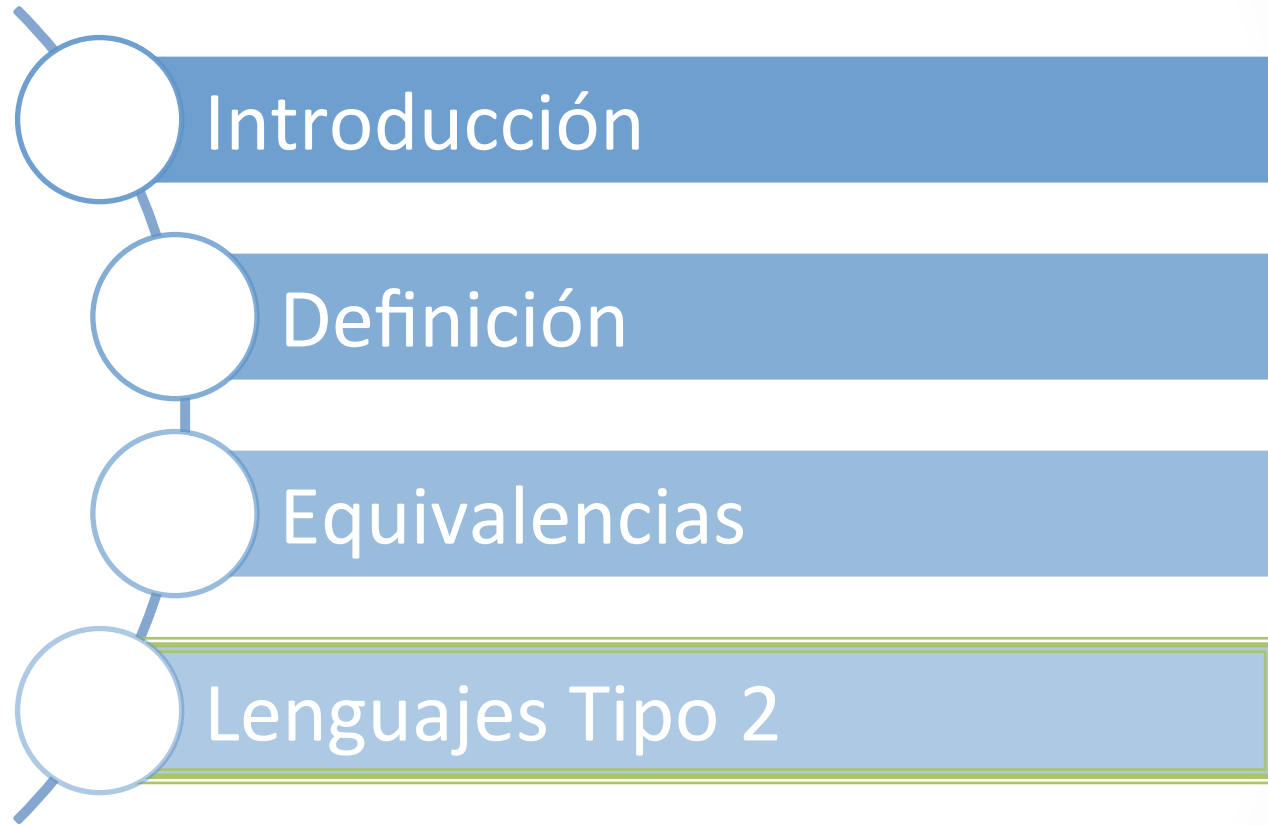 Introducción
Definición
Equivalencias
Lenguajes Tipo 2